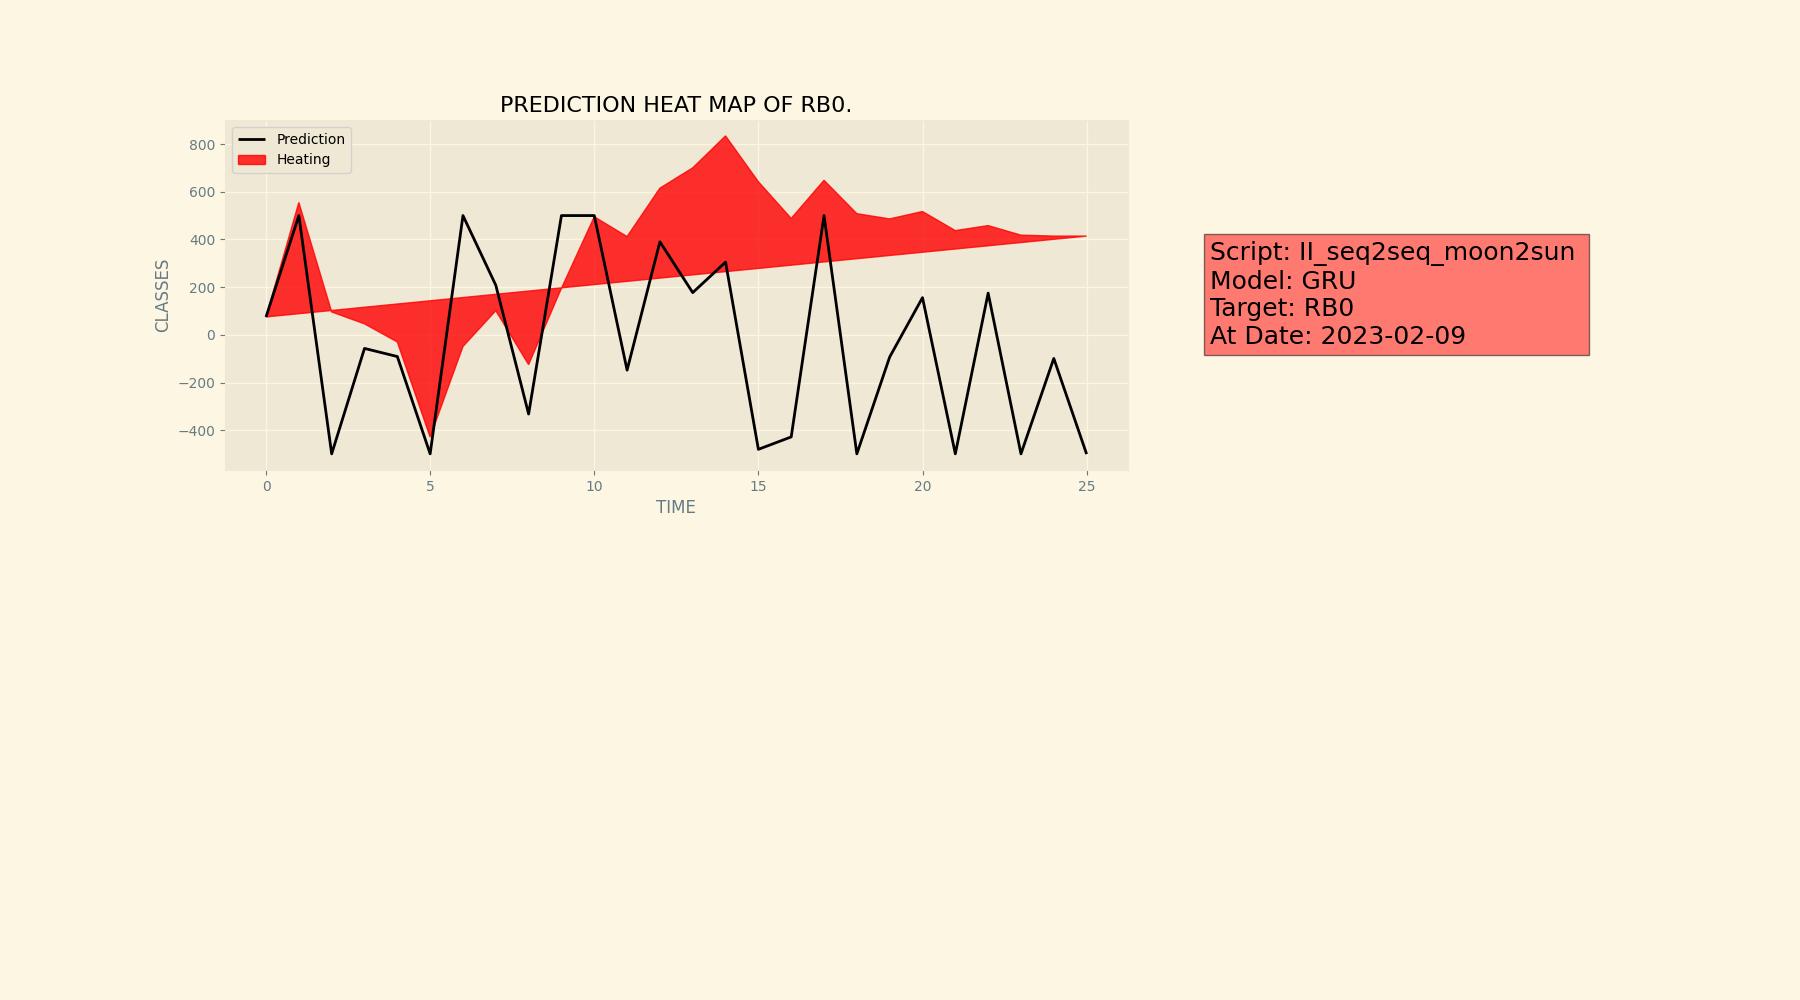 PREDICTION HEAT MAP OF RB0.
Prediction
Heating
800
600
400
200
0
−200
−400
CLASSES
0 5 10 15 20 25
TIME
Script: II_seq2seq_moon2sun
Model: GRU
Target: RB0
At Date: 2023-02-09